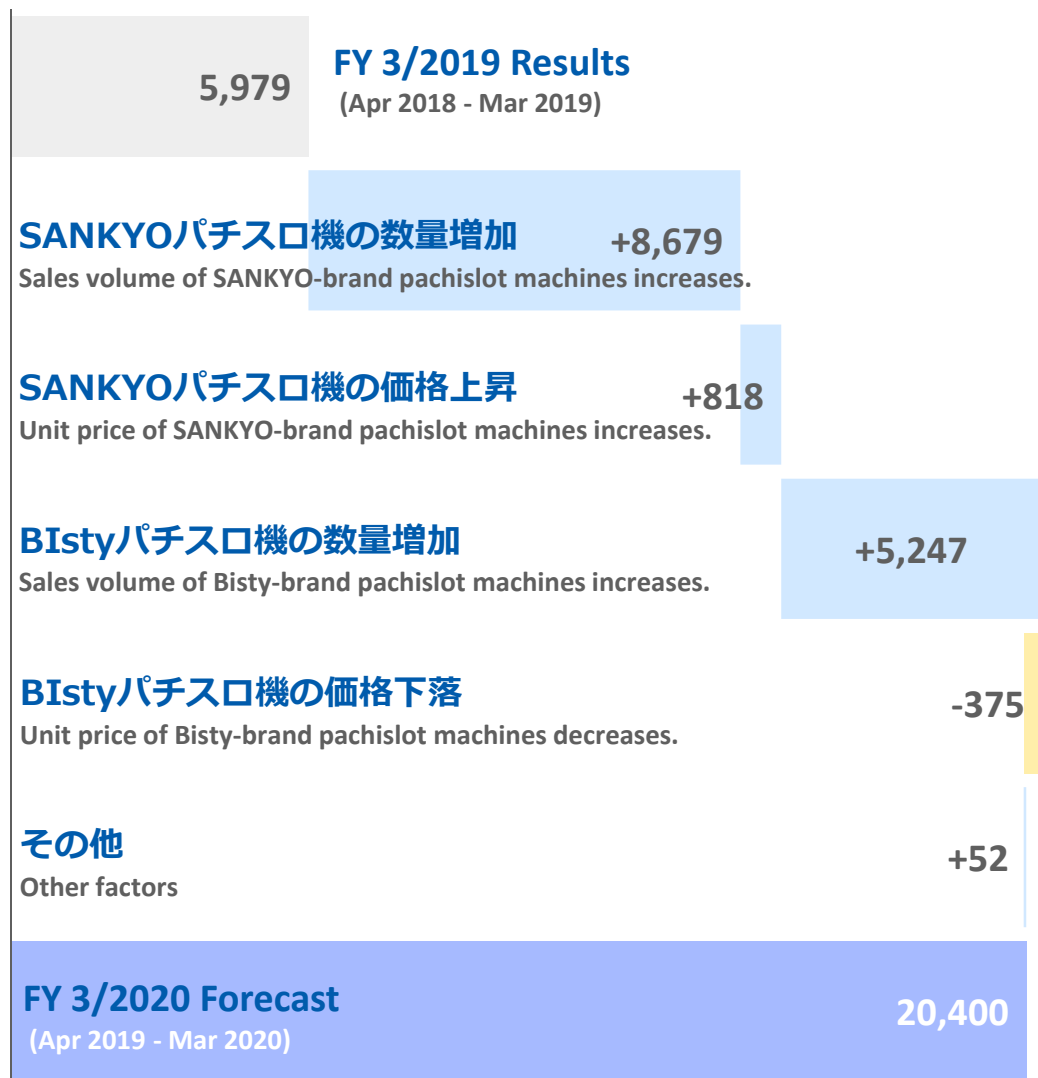 5,979
FY 3/2019 Results
(Apr 2018 - Mar 2019)
SANKYOパチスロ機の数量増加
+8,679
Sales volume of SANKYO-brand pachislot machines increases.
SANKYOパチスロ機の価格上昇
+818
Unit price of SANKYO-brand pachislot machines increases.
BIstyパチスロ機の数量増加
+5,247
Sales volume of Bisty-brand pachislot machines increases.
BIstyパチスロ機の価格下落
-375
Unit price of Bisty-brand pachislot machines decreases.
その他
+52
Other factors
FY 3/2020 Forecast
20,400
(Apr 2019 - Mar 2020)